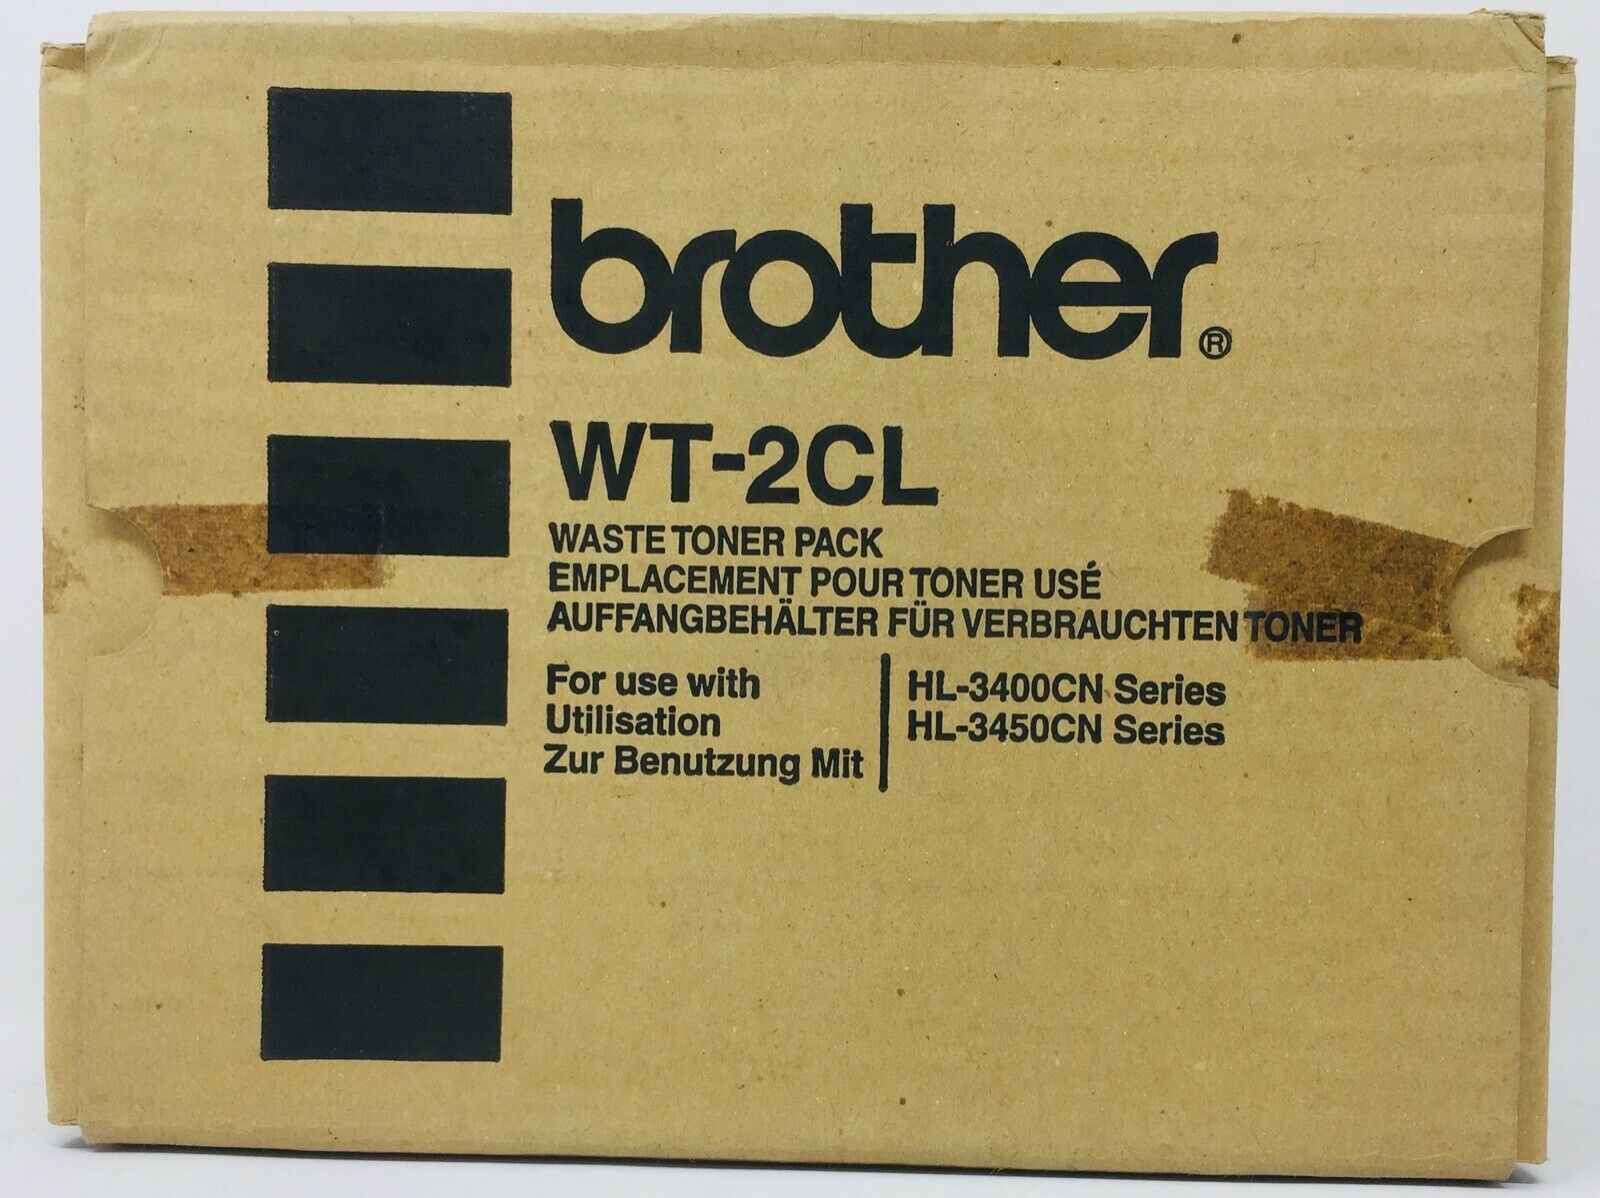 brother®
WT-2CL
WASTE TONER PACK
EMPLACEMENT POUR TONER USÉ
AUFFANGBEHÄLTER FÜR VERBRAUCHTEN TONER
For use with
Utilisation
Zur Benutzung Mit
HL-3400CN Series
HL-3450CN Series